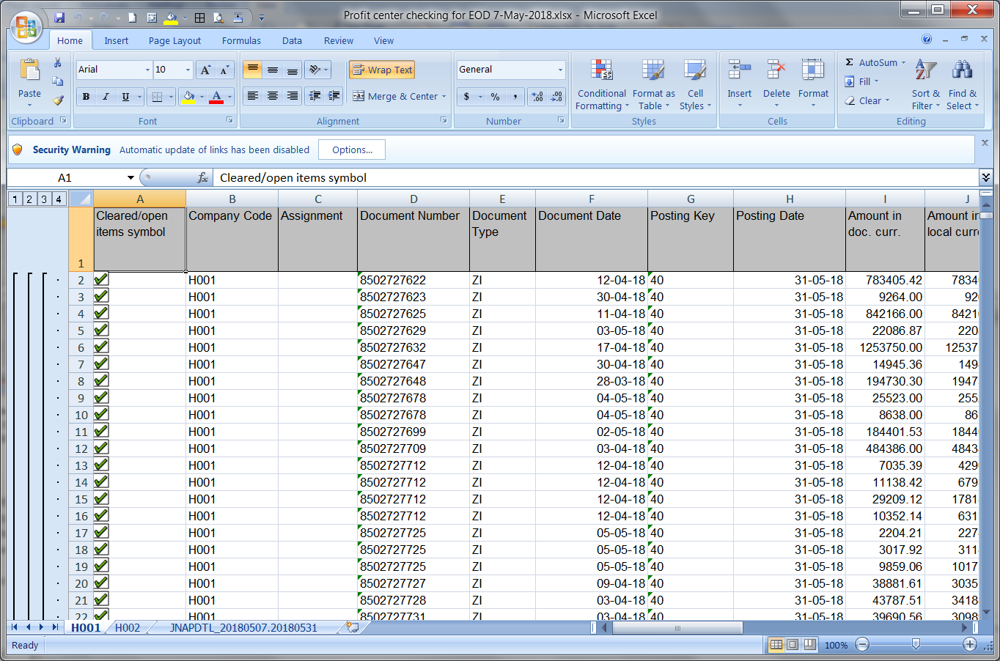 Profit center checking for EOD 7-May-2018.xlsx - Microsoft Excel
Home Insert Page Layout Formulas Data Review View
Paste Arial 10 A A Wrap Text General Conditional Formatting Format as Table Cell Styles Insert Delete Format Σ AutoSum Fill Clear Sort & Filter Find & Select
B I U A Merge & Center $ % ,
Clipboard Font Alignment Number Styles Cells Editing
Security Warning Automatic update of links has been disabled Options...
A1 fx Cleared/open items symbol
1 2 3 4 A B C D E F G H I J
1 Cleared/open items symbol Company Code Assignment Document Number Document Type Document Date Posting Key Posting Date Amount in doc. curr. Amount in local curr
2 H001 8502727622 ZI 12-04-18 40 31-05-18 783405.42 7834
3 H001 8502727623 ZI 30-04-18 40 31-05-18 9264.00 92
4 H001 8502727625 ZI 11-04-18 40 31-05-18 842166.00 8421
5 H001 8502727629 ZI 03-05-18 40 31-05-18 22086.87 220
6 H001 8502727632 ZI 17-04-18 40 31-05-18 1253750.00 12537
7 H001 8502727647 ZI 30-04-18 40 31-05-18 14945.36 149
8 H001 8502727648 ZI 28-03-18 40 31-05-18 194730.30 1947
9 H001 8502727678 ZI 04-05-18 40 31-05-18 25523.00 255
10 H001 8502727678 ZI 04-05-18 40 31-05-18 8638.00 86
11 H001 8502727699 ZI 02-05-18 40 31-05-18 184401.53 1844
12 H001 8502727709 ZI 03-04-18 40 31-05-18 484386.00 4843
13 H001 8502727712 ZI 12-04-18 40 31-05-18 7035.39 429
14 H001 8502727712 ZI 12-04-18 40 31-05-18 11138.42 679
15 H001 8502727712 ZI 12-04-18 40 31-05-18 29209.12 1781
16 H001 8502727712 ZI 12-04-18 40 31-05-18 10352.14 631
17 H001 8502727725 ZI 05-05-18 40 31-05-18 2204.21 227
18 H001 8502727725 ZI 05-05-18 40 31-05-18 3017.92 311
19 H001 8502727725 ZI 05-05-18 40 31-05-18 9859.06 1017
20 H001 8502727727 ZI 09-04-18 40 31-05-18 38881.61 3035
21 H001 8502727728 ZI 03-04-18 40 31-05-18 43787.51 3418
22 H001 8502727731 ZI 03-04-18 40 31-05-18 39690.56 3098
H001 H002 JNAPDTL_20180507.20180531
Ready 100%